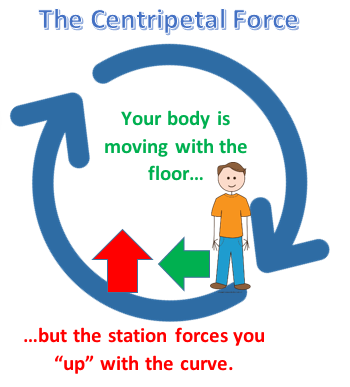 The Centripetal Force
Your body is
moving with the
floor...
...but the station forces you
“up” with the curve.